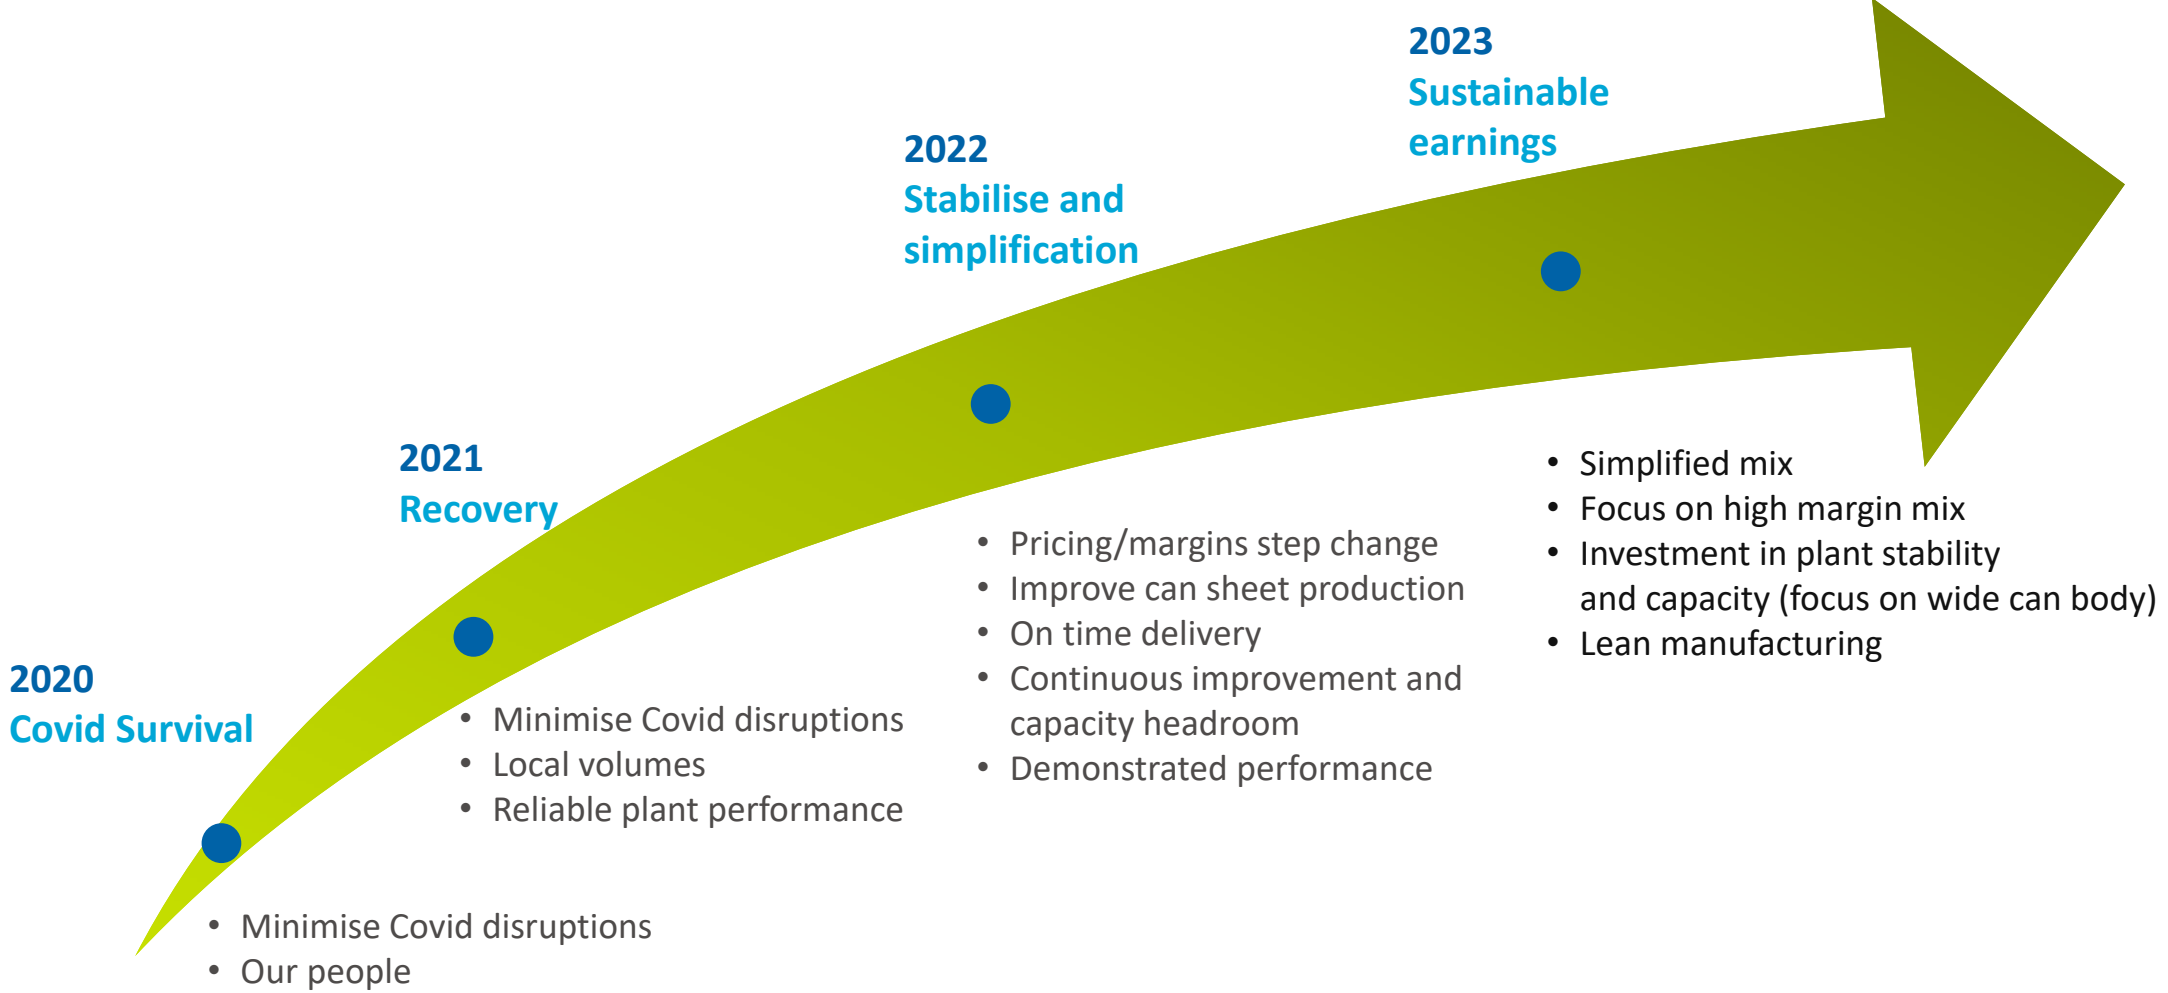 2020
Covid Survival
• Minimise Covid disruptions
• Our people
2021
Recovery
• Minimise Covid disruptions
• Local volumes
• Reliable plant performance
2022
Stabilise and
simplification
• Pricing/margins step change
• Improve can sheet production
• On time delivery
• Continuous improvement and
capacity headroom
• Demonstrated performance
2023
Sustainable
earnings
• Simplified mix
• Focus on high margin mix
• Investment in plant stability
and capacity (focus on wide can body)
• Lean manufacturing